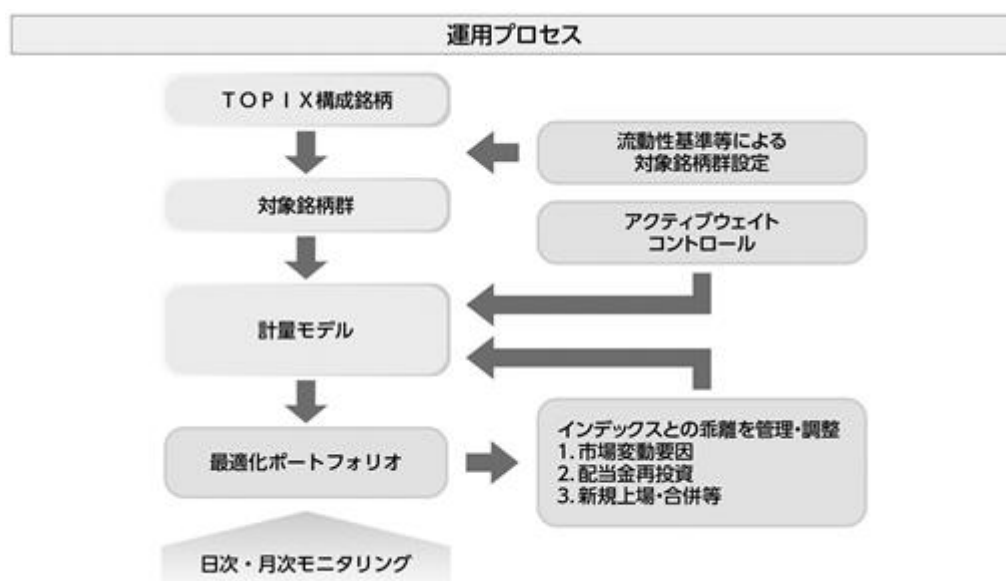 運用プロセス
TOPIX構成銘柄
流動性基準等による
対象銘柄群設定
対象銘柄群
アクティブウェイト
コントロール
計量モデル
最適化ポートフォリオ
インデックスとの乖離を管理・調整
1. 市場変動要因
2. 配当金再投資
3. 新規上場・合併等
日次・月次モニタリング